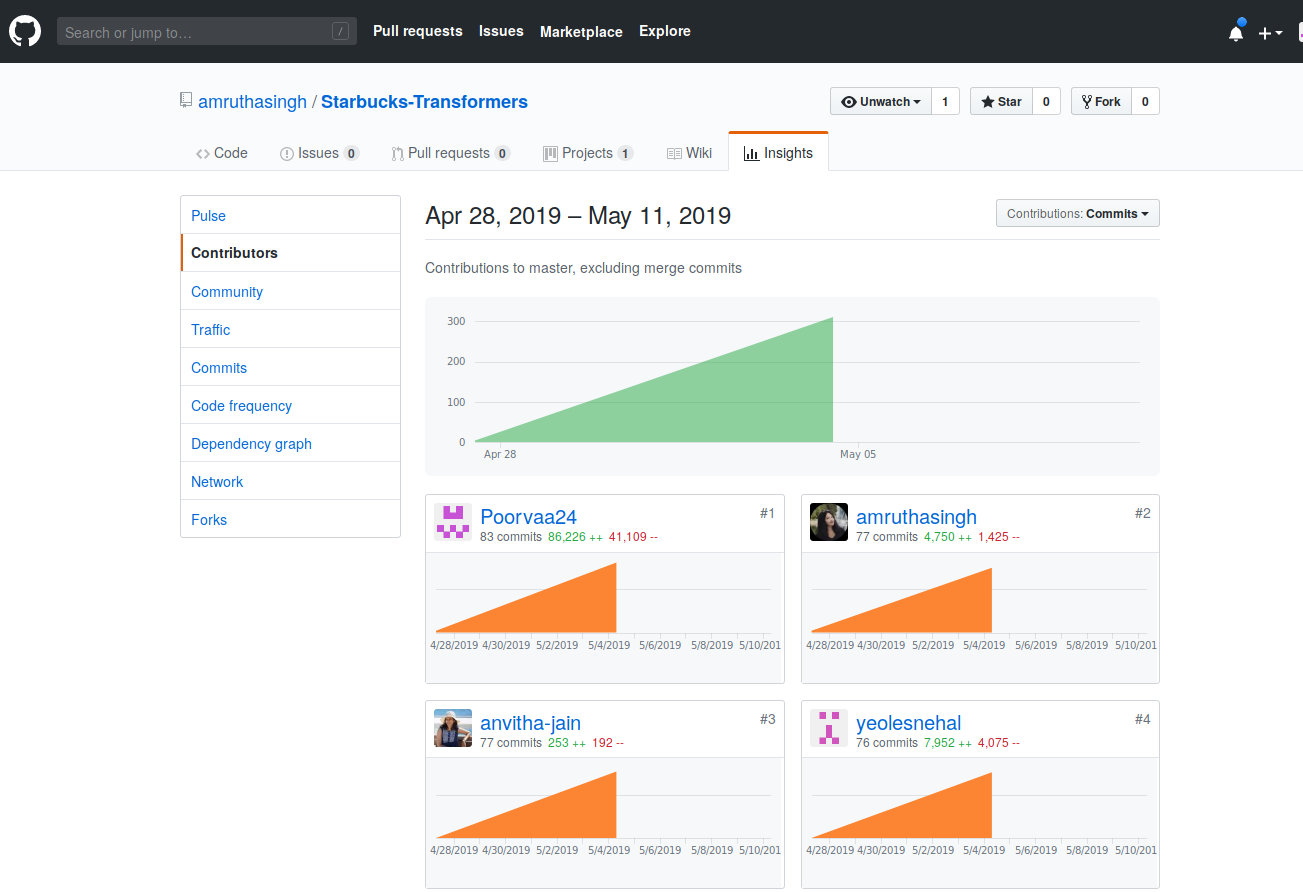 Search or jump to… /
Pull requests Issues Marketplace Explore
amruthasingh / Starbucks-Transformers
Unwatch 1 Star 0 Fork 0
Code Issues 0 Pull requests 0 Projects 1 Wiki Insights
Pulse
Contributors
Community
Traffic
Commits
Code frequency
Dependency graph
Network
Forks
Apr 28, 2019 – May 11, 2019
Contributions: Commits
Contributions to master, excluding merge commits
300
200
100
0
Apr 28 May 05
Poorvaa24 #1
83 commits 86,226 ++ 41,109 --
4/28/2019 4/30/2019 5/2/2019 5/4/2019 5/6/2019 5/8/2019 5/10/201
amruthasingh #2
77 commits 4,750 ++ 1,425 --
4/28/2019 4/30/2019 5/2/2019 5/4/2019 5/6/2019 5/8/2019 5/10/201
anvitha-jain #3
77 commits 253 ++ 192 --
4/28/2019 4/30/2019 5/2/2019 5/4/2019 5/6/2019 5/8/2019 5/10/201
yeolesnehal #4
76 commits 7,952 ++ 4,075 --
4/28/2019 4/30/2019 5/2/2019 5/4/2019 5/6/2019 5/8/2019 5/10/201